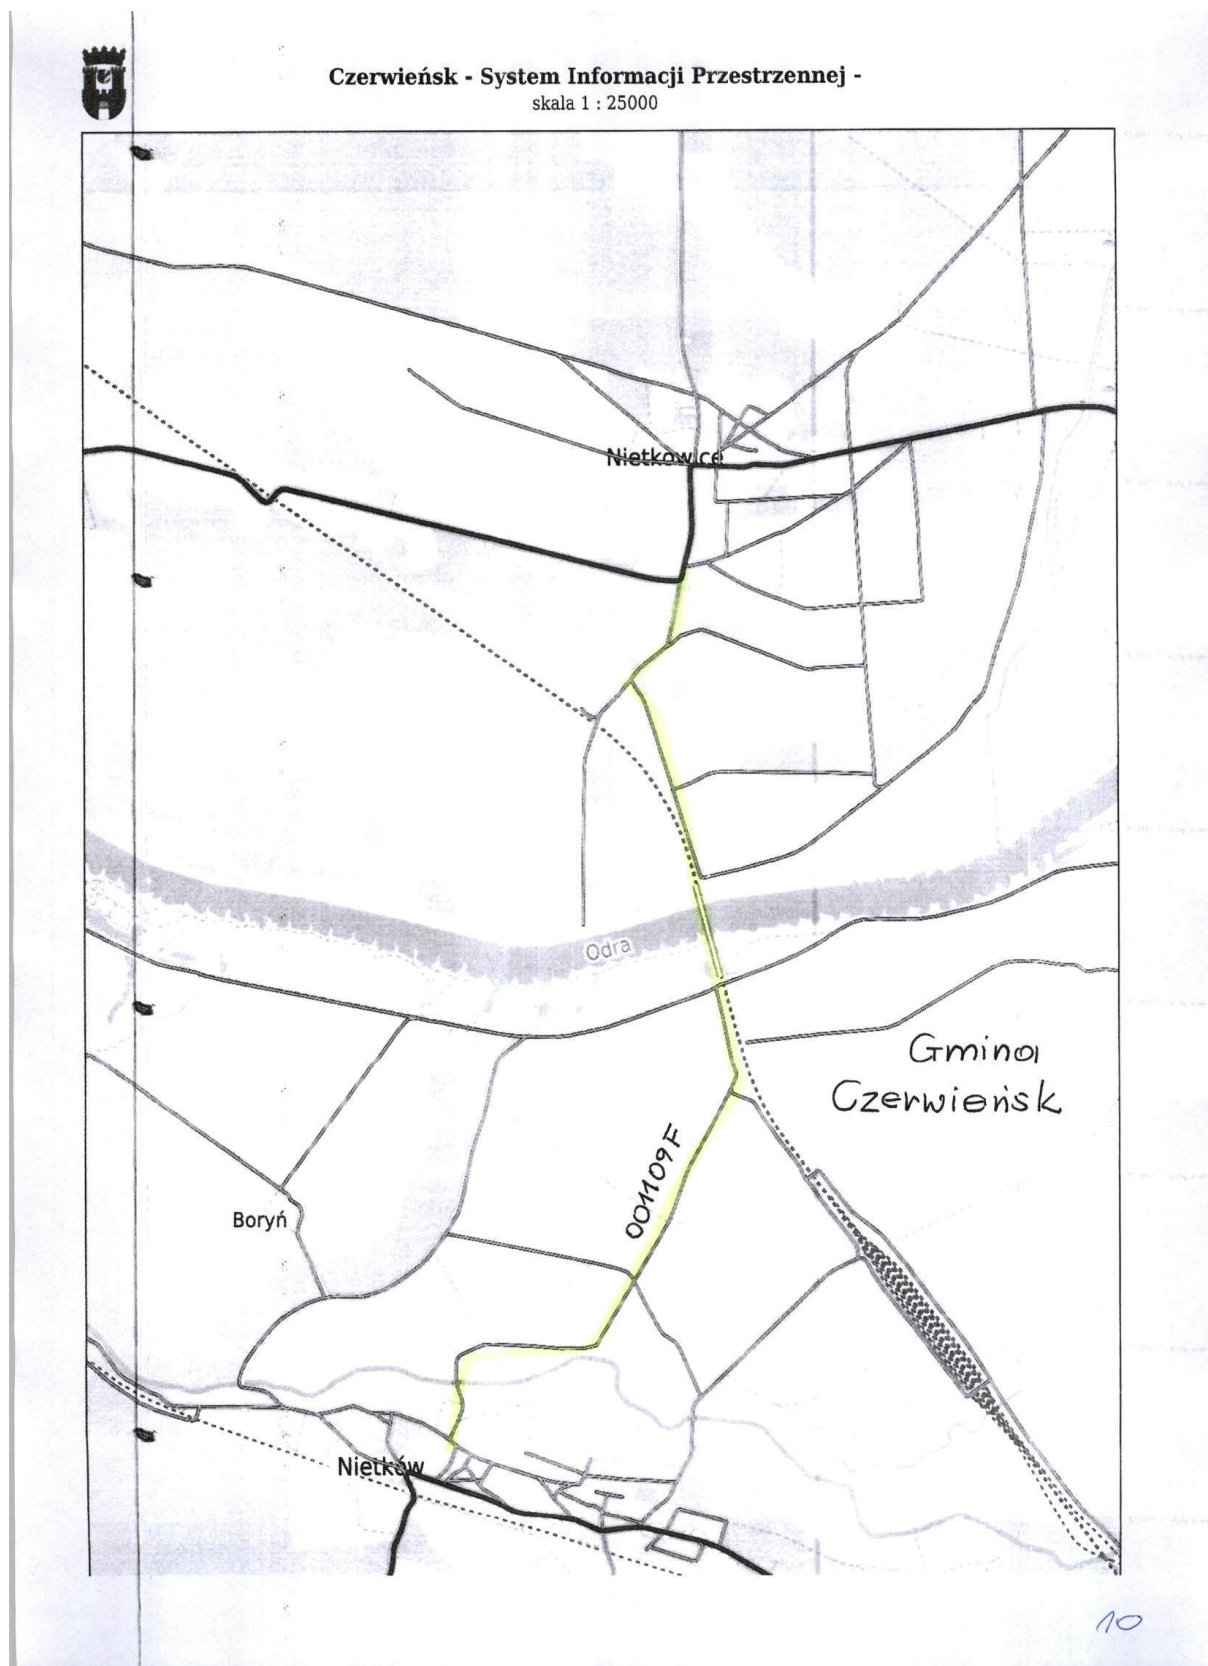 Czerwieńsk - System Informacji Przestrzennej -
skala 1 : 25000
Nietkowice
Odra
Gmina
Czerwieńsk
001109F
Boryń
Nietków
10